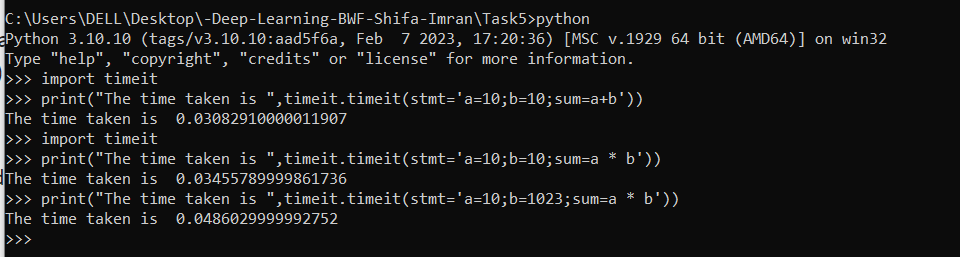 C:\Users\DELL\Desktop\-Deep-Learning-BWF-Shifa-Imran\Task5>python
Python 3.10.10 (tags/v3.10.10:aad5f6a, Feb  7 2023, 17:20:36) [MSC v.1929 64 bit (AMD64)] on win32
Type "help", "copyright", "credits" or "license" for more information.
>>> import timeit
>>> print("The time taken is ",timeit.timeit(stmt='a=10;b=10;sum=a+b'))
The time taken is  0.03082910000011907
>>> import timeit
>>> print("The time taken is ",timeit.timeit(stmt='a=10;b=10;sum=a * b'))
The time taken is  0.03455789999861736
>>> print("The time taken is ",timeit.timeit(stmt='a=10;b=1023;sum=a * b'))
The time taken is  0.0486029999992752
>>>